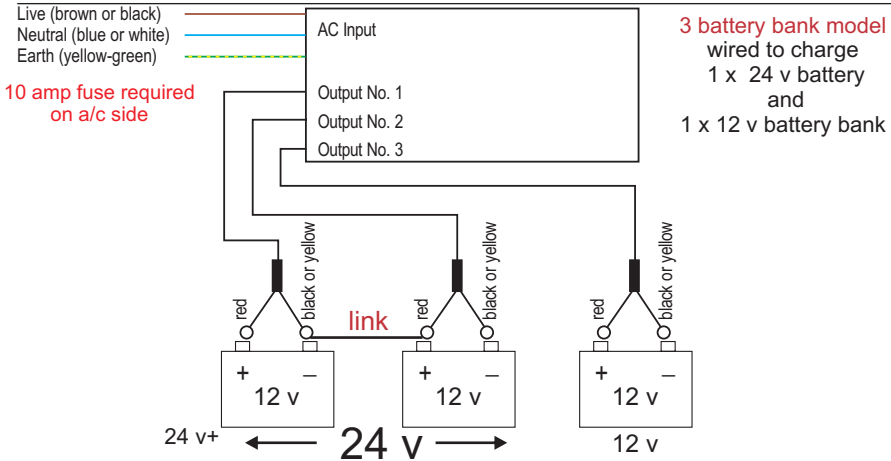 Live (brown or black)
Neutral (blue or white)
Earth (yellow-green)
10 amp fuse required
on a/c side
AC Input
Output No. 1
Output No. 2
Output No. 3
3 battery bank model
wired to charge
1 x 24 v battery
and
1 x 12 v battery bank
red
black or yellow
link
red
black or yellow
red
black or yellow
+ –
12 v
+ –
12 v
+ –
12 v
24 v+
24 v
12 v